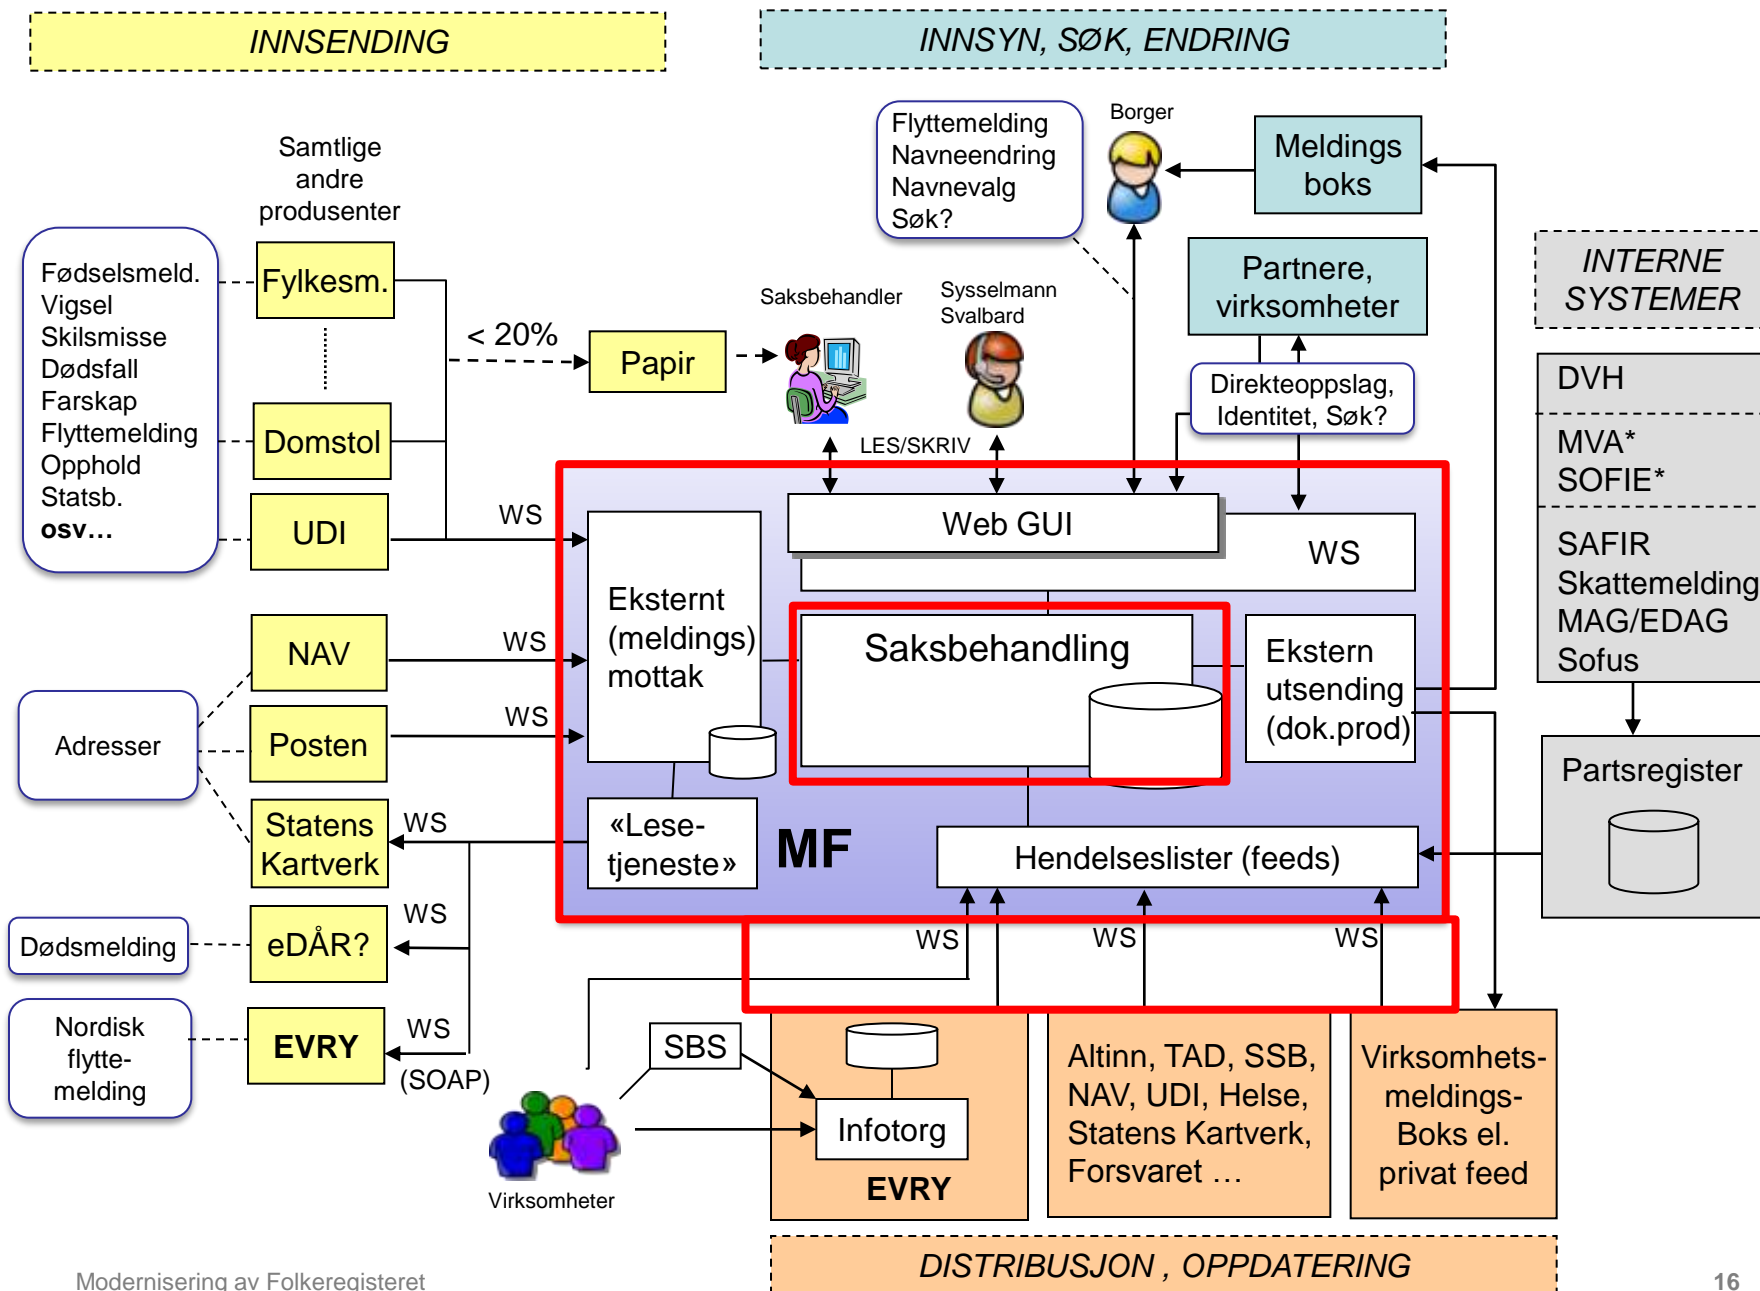 INNSENDING
INNSYN, SØK, ENDRING
Samtlige
andre
produsenter
Fødselsmeld.
Vigsel
Skilsmisse
Dødsfall
Farskap
Flyttemelding
Opphold
Statsb.
osv…
Fylkesm.
Domstol
UDI
< 20%
Papir
Saksbehandler
Sysselmann
Svalbard
Flyttemelding
Navneendring
Navnevalg
Søk?
Borger
Meldings
boks
Partnere,
virksomheter
Direkteoppslag,
Identitet, Søk?
INTERNE
SYSTEMER
DVH
MVA*
SOFIE*
SAFIR
Skattemelding
MAG/EDAG
Sofus
Partsregister
LES/SKRIV
WS
Web GUI
WS
Eksternt
(meldings)
mottak
Saksbehandling
Ekstern
utsending
(dok.prod)
NAV
WS
Adresser
Posten
WS
Statens
Kartverk
WS
«Lese-
tjeneste»
MF
Hendelseslister (feeds)
Dødsmelding
eDÅR?
WS
WS
WS
WS
Nordisk
flytte-
melding
EVRY
WS
(SOAP)
SBS
Virksomheter
Infotorg
EVRY
Altinn, TAD, SSB,
NAV, UDI, Helse,
Statens Kartverk,
Forsvaret …
Virksomhets-
meldings-
Boks el.
privat feed
DISTRIBUSJON , OPPDATERING
Modernisering av Folkeregisteret
16